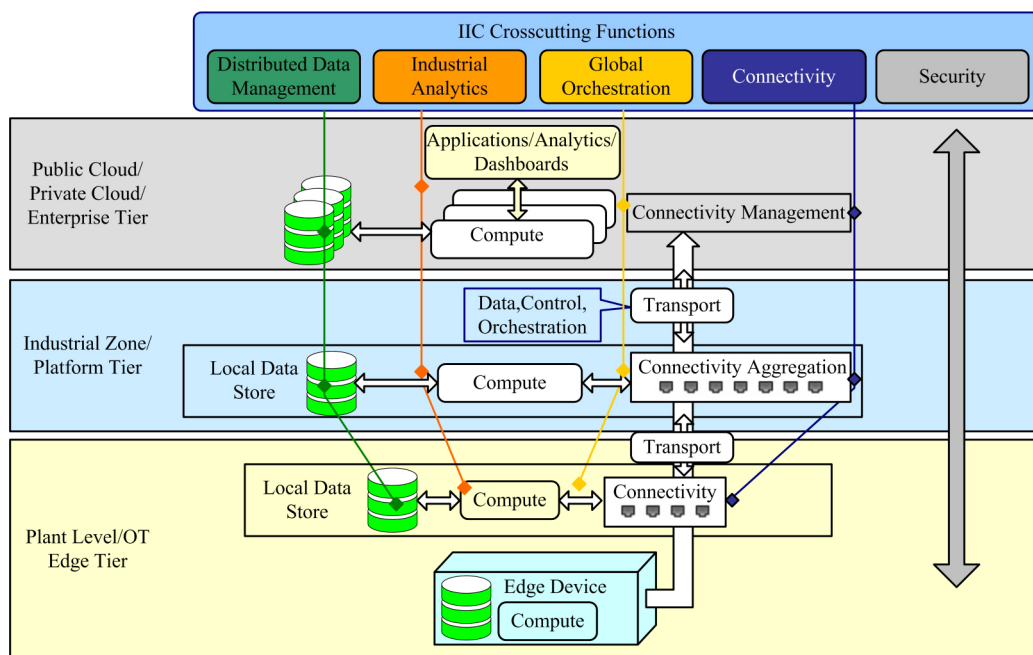 IIC Crosscutting Functions
Distributed Data
Management
Industrial
Analytics
Global
Orchestration
Connectivity
Security
Public Cloud/
Private Cloud/
Enterprise Tier
Applications/Analytics/
Dashboards
Compute
Connectivity Management
Industrial Zone/
Platform Tier
Data,Control,
Orchestration
Transport
Local Data
Store
Compute
Connectivity Aggregation
Transport
Plant Level/OT
Edge Tier
Local Data
Store
Compute
Connectivity
Edge Device
Compute